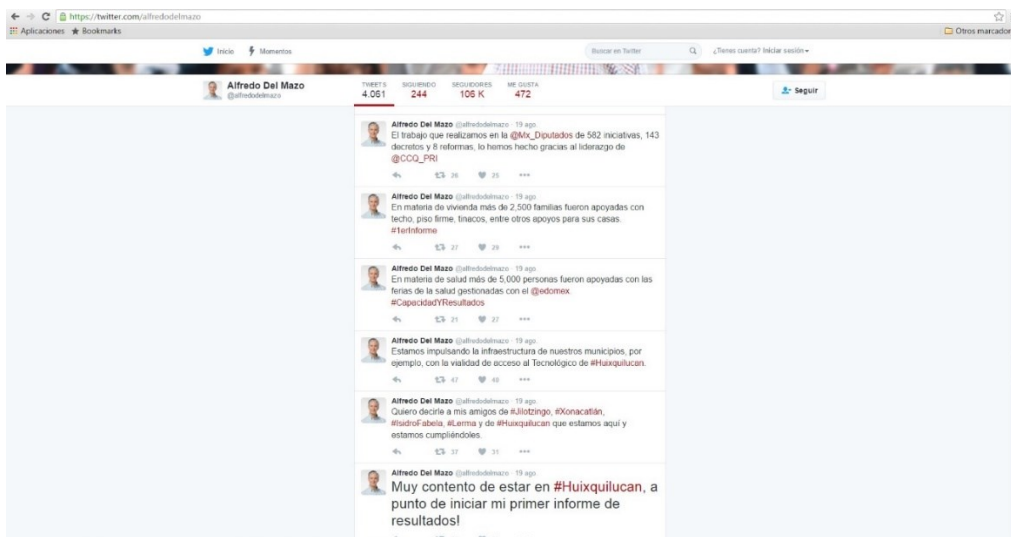 https://twitter.com/alfredodelmazo
Aplicaciones Bookmarks Otros marcador
Inicio Momentos Buscar en Twitter ¿Tienes cuenta? Iniciar sesión
Alfredo Del Mazo
@alfredodelmazo
TWEETS SIGUIENDO SEGUIDORES ME GUSTA
4.061 244 106 K 472
Seguir
Alfredo Del Mazo @alfredodelmazo · 19 ago.
El trabajo que realizamos en la @Mx_Diputados de 582 iniciativas, 143
decretos y 8 reformas, lo hemos hecho gracias al liderazgo de
@CCQ_PRI
26 25
Alfredo Del Mazo @alfredodelmazo · 19 ago.
En materia de vivienda más de 2,500 familias fueron apoyadas con
techo, piso firme, tinacos, entre otros apoyos para sus casas.
#1erInforme
27 29
Alfredo Del Mazo @alfredodelmazo · 19 ago.
En materia de salud más de 5,000 personas fueron apoyadas con las
ferias de la salud gestionadas con el @edomex.
#CapacidadYResultados
21 27
Alfredo Del Mazo @alfredodelmazo · 19 ago.
Estamos impulsando la infraestructura de nuestros municipios, por
ejemplo, con la vialidad de acceso al Tecnológico de #Huixquilucan.
47 40
Alfredo Del Mazo @alfredodelmazo · 19 ago.
Quiero decirle a mis amigos de #Jilotzingo, #Xonacatlán,
#IsidroFabela, #Lerma y de #Huixquilucan que estamos aquí y
estamos cumpliéndoles.
37 31
Alfredo Del Mazo @alfredodelmazo · 19 ago.
Muy contento de estar en #Huixquilucan, a
punto de iniciar mi primer informe de
resultados!